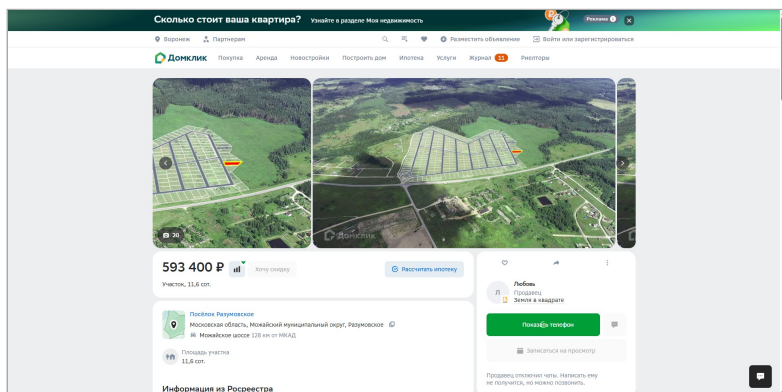 Сколько стоит ваша квартира? Узнайте в разделе Моя недвижимость
Реклама
Воронеж Партнерам Разместить объявление Войти или зарегистрироваться
Домклик Покупка Аренда Новостройки Построить дом Ипотека Услуги Журнал 11 Риелторы
20
Домклик
593 400 ₽ Хочу скидку Рассчитать ипотеку
Участок, 11,6 сот.
Любовь
Л Продавец
Земля в квадрате
Посёлок Разумовское
Московская область, Можайский муниципальный округ, Разумовское
Можайское шоссе 128 км от МКАД
Показать телефон
Площадь участка
11,6 сот.
Записаться на просмотр
Продавец отключил чаты. Написать ему
не получится, но можно позвонить.
Информация из Росреестра